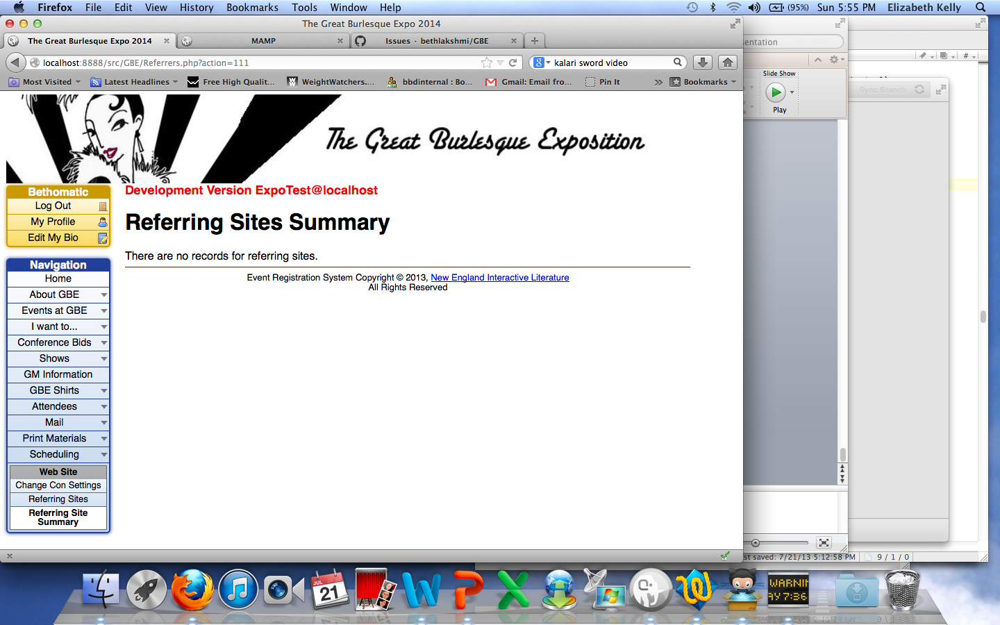 Firefox File Edit View History Bookmarks Tools Window Help (95%) Sun 5:55 PM Elizabeth Kelly
The Great Burlesque Expo 2014
The Great Burlesque Expo 2014 MAMP Issues · bethlakshmi/GBE
localhost:8888/src/GBE/Referrers.php?action=111 kalari sword video
Most Visited Latest Headlines Free High Qualit... WeightWatchers.... bbdinternal : Bo... Gmail: Email fro... Pin It Bookmarks
entation
Slide Show
Play
Sync Branch
The Great Burlesque Exposition
Bethomatic
Log Out
My Profile
Edit My Bio
Navigation
Home
About GBE
Events at GBE
I want to...
Conference Bids
Shows
GM Information
GBE Shirts
Attendees
Mail
Print Materials
Scheduling
Web Site
Change Con Settings
Referring Sites
Referring Site
Summary
Development Version ExpoTest@localhost
Referring Sites Summary
There are no records for referring sites.
Event Registration System Copyright © 2013, New England Interactive Literature
All Rights Reserved
st saved: 7/21/13 5:12:58 PM 9 / 1 / 0
JUL
21
WARNIN
AY 7:36